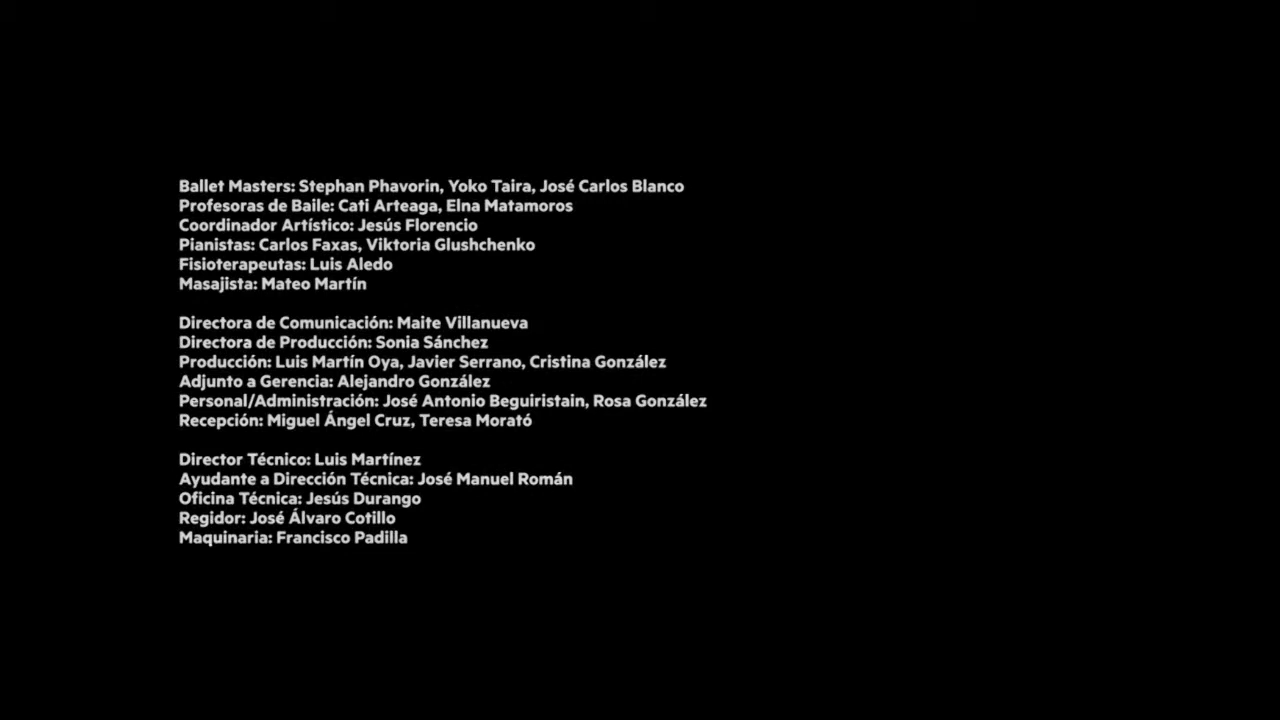 Ballet Masters: Stephan Phavorin, Yoko Taira, José Carlos Blanco
Profesoras de Baile: Cati Arteaga, Elna Matamoros
Coordinador Artístico: Jesús Florencio
Pianistas: Carlos Faxas, Viktoria Glushchenko
Fisioterapeutas: Luis Aledo
Masajista: Mateo Martín
Directora de Comunicación: Maite Villanueva
Directora de Producción: Sonia Sánchez
Producción: Luis Martín Oya, Javier Serrano, Cristina González
Adjunto a Gerencia: Alejandro González
Personal/Administración: José Antonio Beguiristain, Rosa González
Recepción: Miguel Ángel Cruz, Teresa Morató
Director Técnico: Luis Martínez
Ayudante a Dirección Técnica: José Manuel Román
Oficina Técnica: Jesús Durango
Regidor: José Álvaro Cotillo
Maquinaria: Francisco Padilla